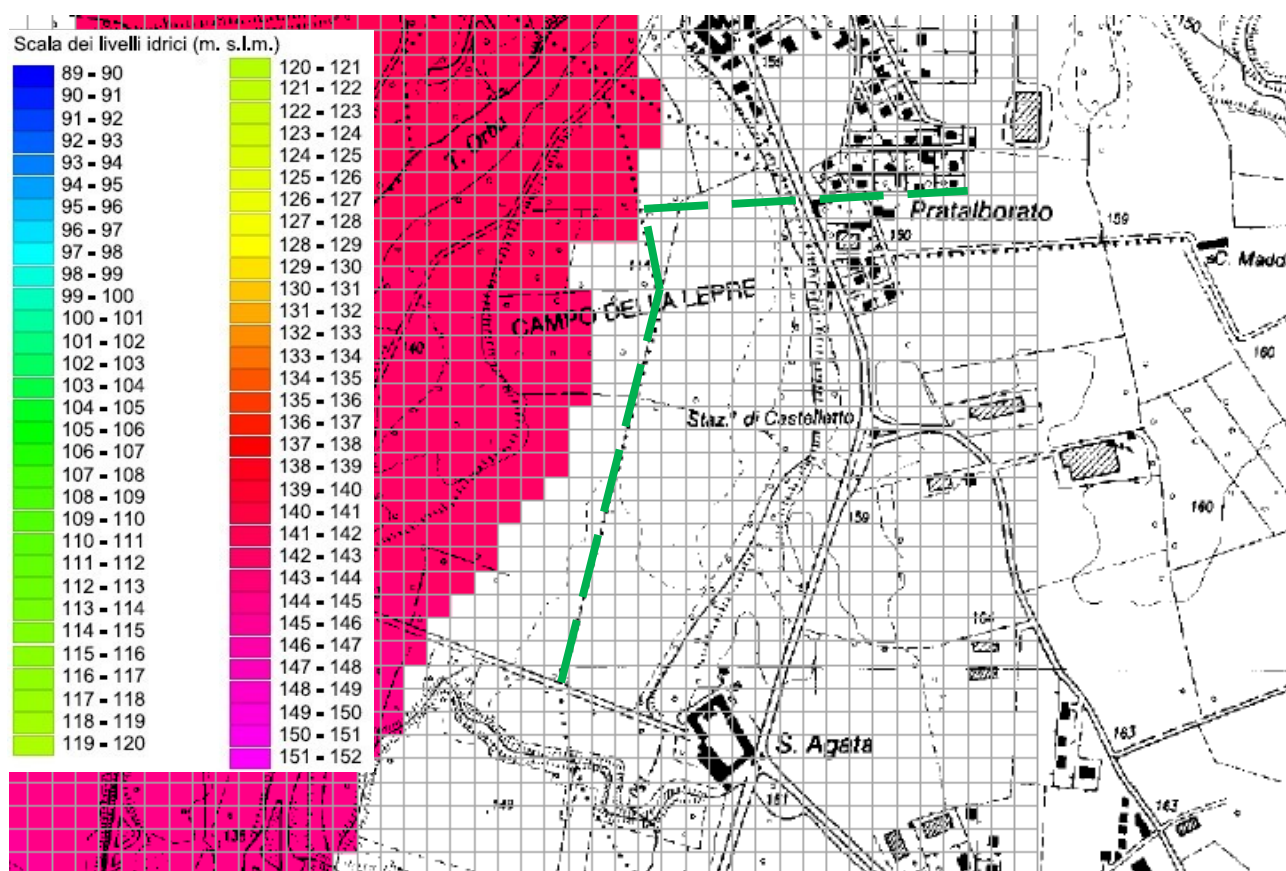 Scala dei livelli idrici (m. s.l.m.)
89 - 90
90 - 91
91 - 92
92 - 93
93 - 94
94 - 95
95 - 96
96 - 97
97 - 98
98 - 99
99 - 100
100 - 101
101 - 102
102 - 103
103 - 104
104 - 105
105 - 106
106 - 107
107 - 108
108 - 109
109 - 110
110 - 111
111 - 112
112 - 113
113 - 114
114 - 115
115 - 116
116 - 117
117 - 118
118 - 119
119 - 120
120 - 121
121 - 122
122 - 123
123 - 124
124 - 125
125 - 126
126 - 127
127 - 128
128 - 129
129 - 130
130 - 131
131 - 132
132 - 133
133 - 134
134 - 135
135 - 136
136 - 137
137 - 138
138 - 139
139 - 140
140 - 141
141 - 142
142 - 143
143 - 144
144 - 145
145 - 146
146 - 147
147 - 148
148 - 149
149 - 150
150 - 151
151 - 152
150
T. Orba
Pratalborato
159
160
C. Madd
CAMPO DELLA LEPRE
140
160
Staz.e di Castelletto
159
160
164
S. Agata
163
161
163